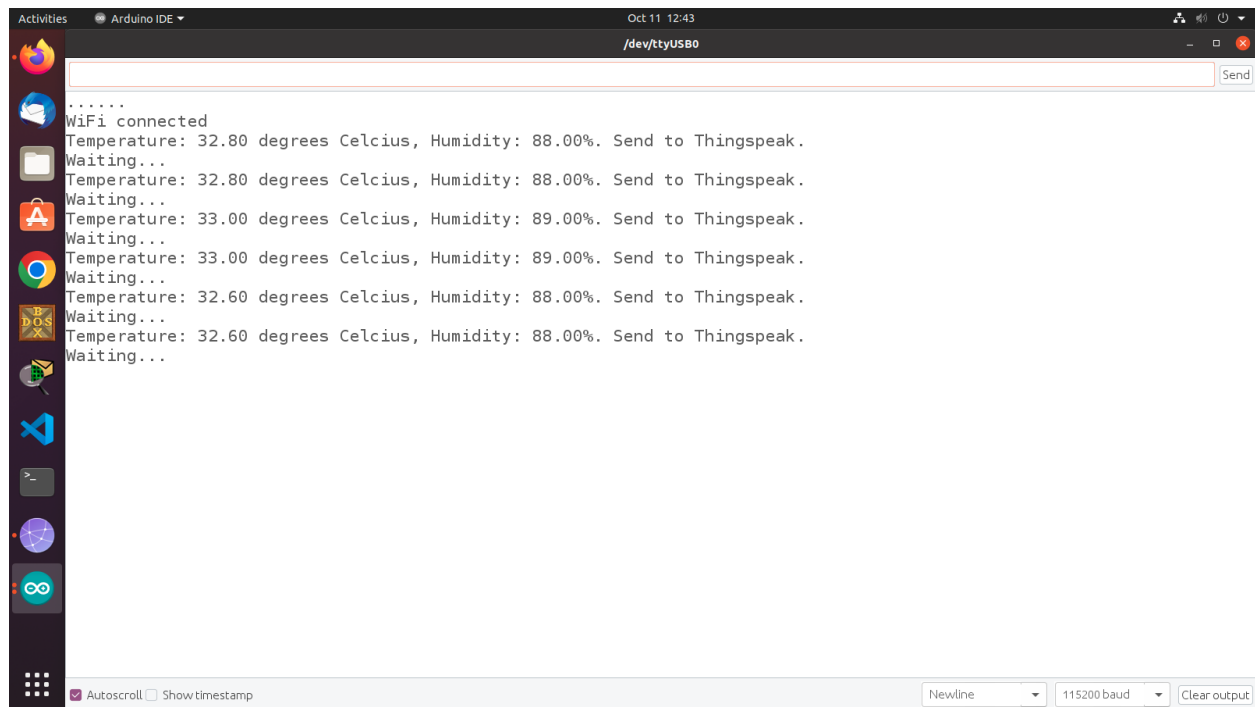 Activities Arduino IDE Oct 11 12:43
/dev/ttyUSB0
Send
......
WiFi connected
Temperature: 32.80 degrees Celcius, Humidity: 88.00%. Send to Thingspeak.
Waiting...
Temperature: 32.80 degrees Celcius, Humidity: 88.00%. Send to Thingspeak.
Waiting...
Temperature: 33.00 degrees Celcius, Humidity: 89.00%. Send to Thingspeak.
Waiting...
Temperature: 33.00 degrees Celcius, Humidity: 89.00%. Send to Thingspeak.
Waiting...
Temperature: 32.60 degrees Celcius, Humidity: 88.00%. Send to Thingspeak.
Waiting...
Temperature: 32.60 degrees Celcius, Humidity: 88.00%. Send to Thingspeak.
Waiting...
B
DOS
X
>_
Autoscroll Show timestamp Newline 115200 baud Clear output